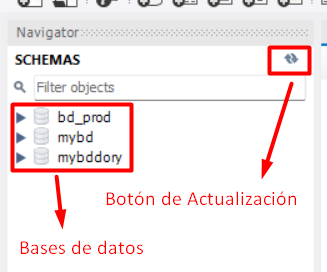 Navigator
SCHEMAS
Filter objects
bd_prod
mybd
mybddory
Botón de Actualización
Bases de datos